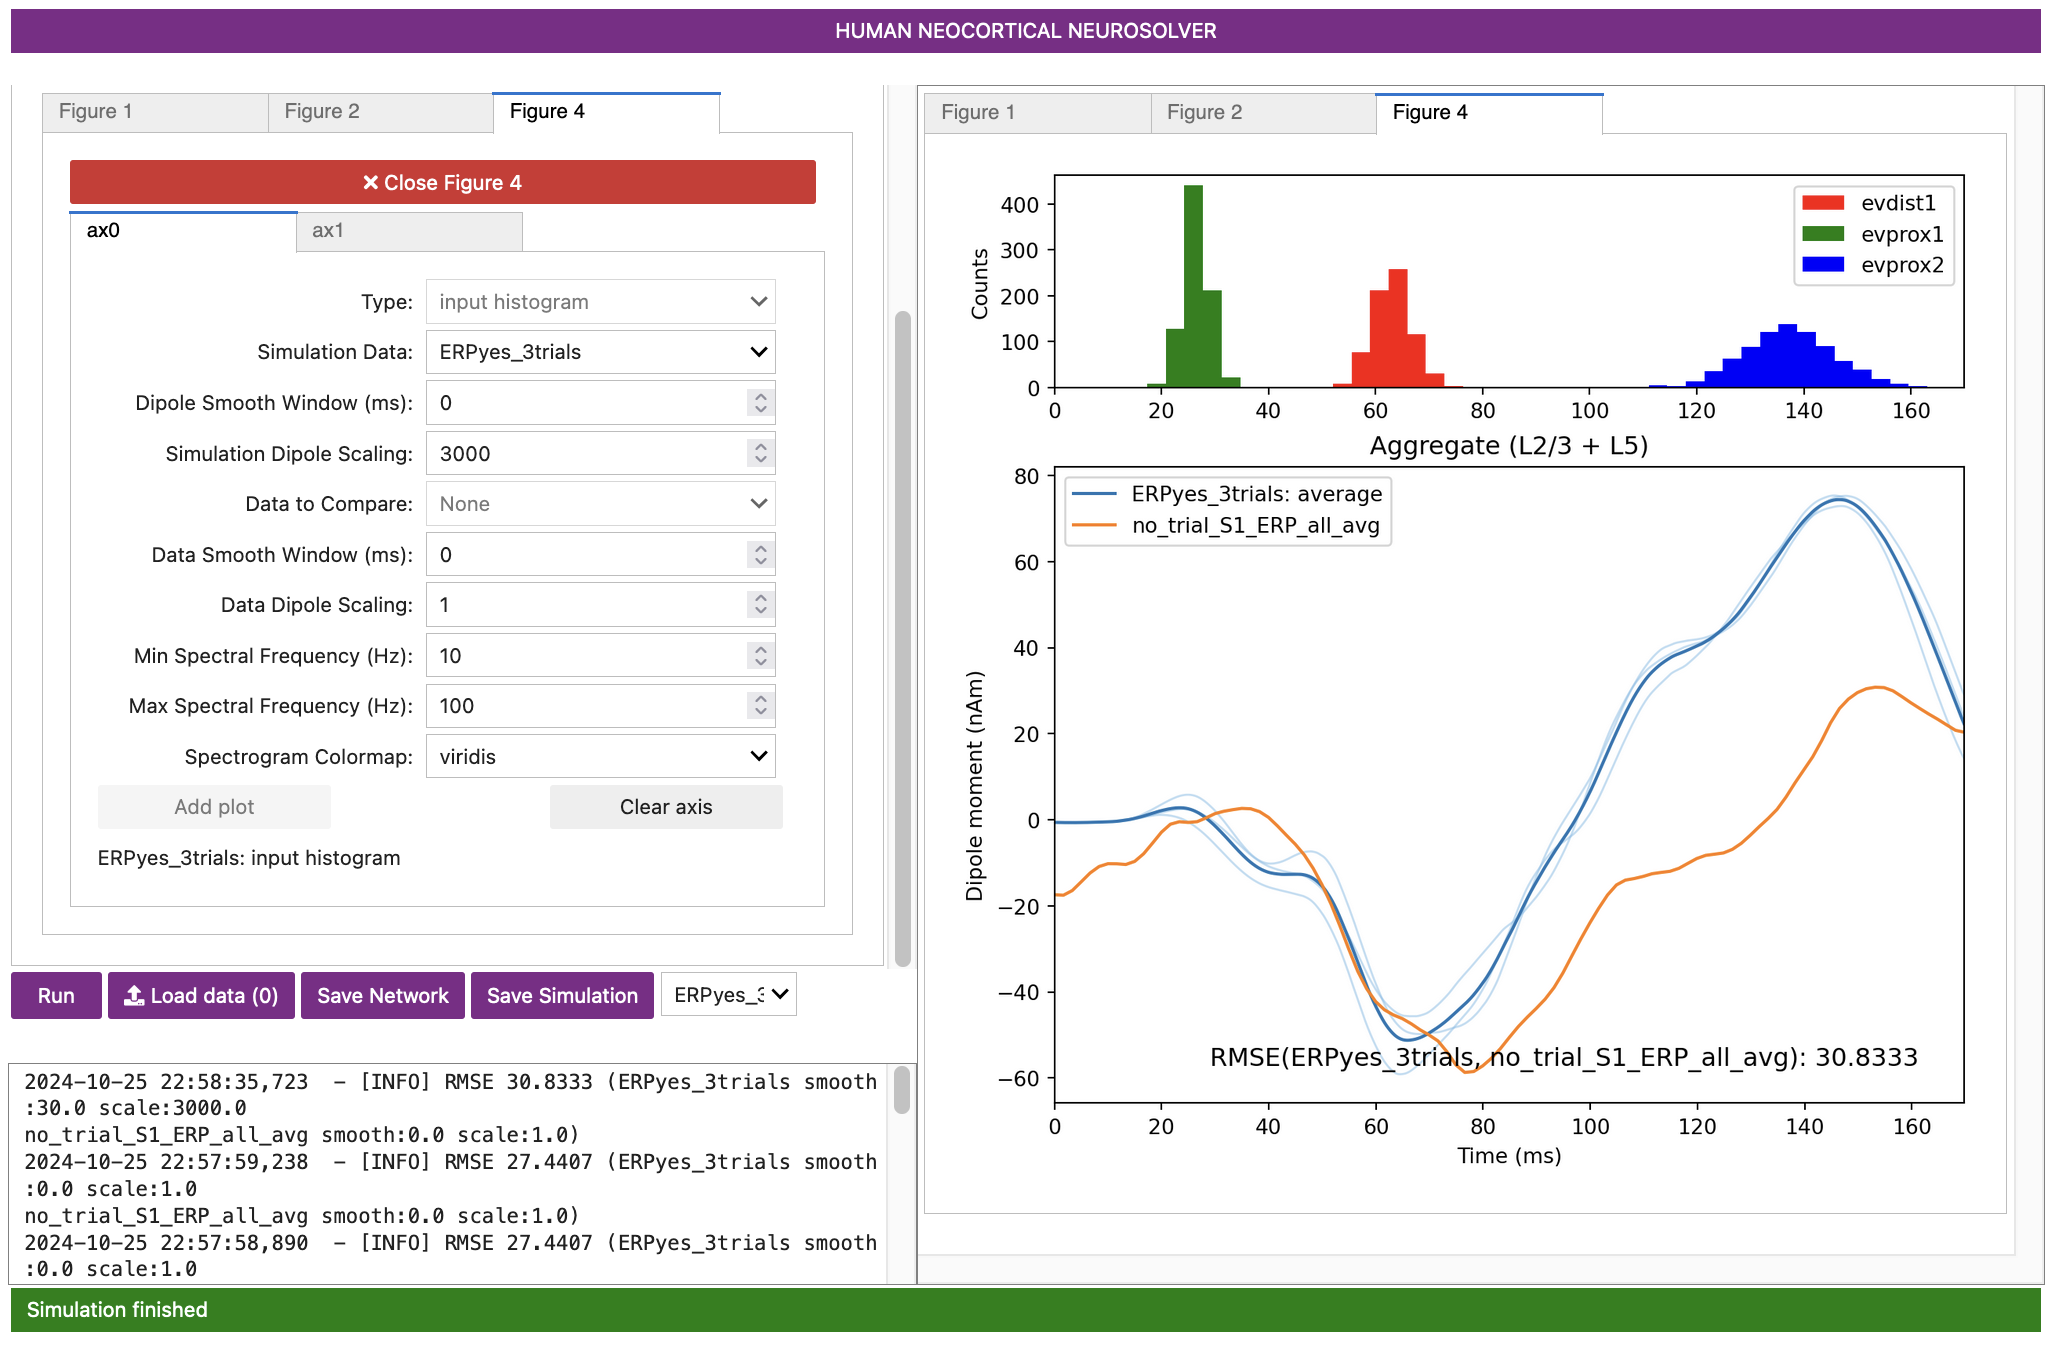 HUMAN NEOCORTICAL NEUROSOLVER
Figure 1
Figure 2
Figure 4
Close Figure 4
ax0
ax1
Type:
input histogram
Simulation Data:
ERPyes_3trials
Dipole Smooth Window (ms):
0
Simulation Dipole Scaling:
3000
Data to Compare:
None
Data Smooth Window (ms):
0
Data Dipole Scaling:
1
Min Spectral Frequency (Hz):
10
Max Spectral Frequency (Hz):
100
Spectrogram Colormap:
viridis
Add plot
Clear axis
ERPyes_3trials: input histogram
Run
Load data (0)
Save Network
Save Simulation
ERPyes_3
2024-10-25 22:58:35,723 - [INFO] RMSE 30.8333 (ERPyes_3trials smooth
:30.0 scale:3000.0
no_trial_S1_ERP_all_avg smooth:0.0 scale:1.0)
2024-10-25 22:57:59,238 - [INFO] RMSE 27.4407 (ERPyes_3trials smooth
:0.0 scale:1.0
no_trial_S1_ERP_all_avg smooth:0.0 scale:1.0)
2024-10-25 22:57:58,890 - [INFO] RMSE 27.4407 (ERPyes_3trials smooth
:0.0 scale:1.0
Figure 1
Figure 2
Figure 4
Counts
400
300
200
100
0
evdist1
evprox1
evprox2
0 20 40 60 80 100 120 140 160
Aggregate (L2/3 + L5)
Dipole moment (nAm)
80
60
40
20
0
−20
−40
−60
ERPyes_3trials: average
no_trial_S1_ERP_all_avg
RMSE(ERPyes_3trials, no_trial_S1_ERP_all_avg): 30.8333
0 20 40 60 80 100 120 140 160
Time (ms)
Simulation finished